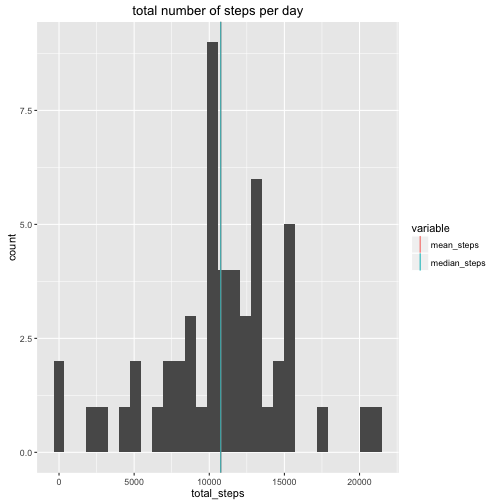 total number of steps per day
7.5
5.0
2.5
0.0
count
0
5000
10000
15000
20000
total_steps
variable
mean_steps
median_steps